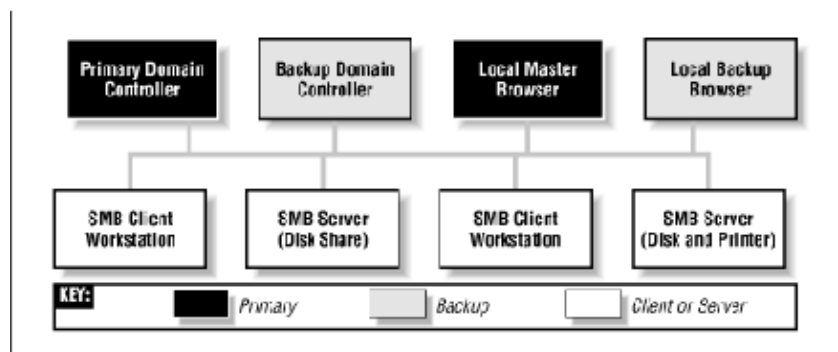 Primary Domain
Controller
Backup Domain
Controller
Local Master
Browser
Local Backup
Browser
SMB Client
Workstation
SMB Server
(Disk Share)
SMB Client
Workstation
SMB Server
(Disk and Printer)
KEY:
Primary
Backup
Client or Server